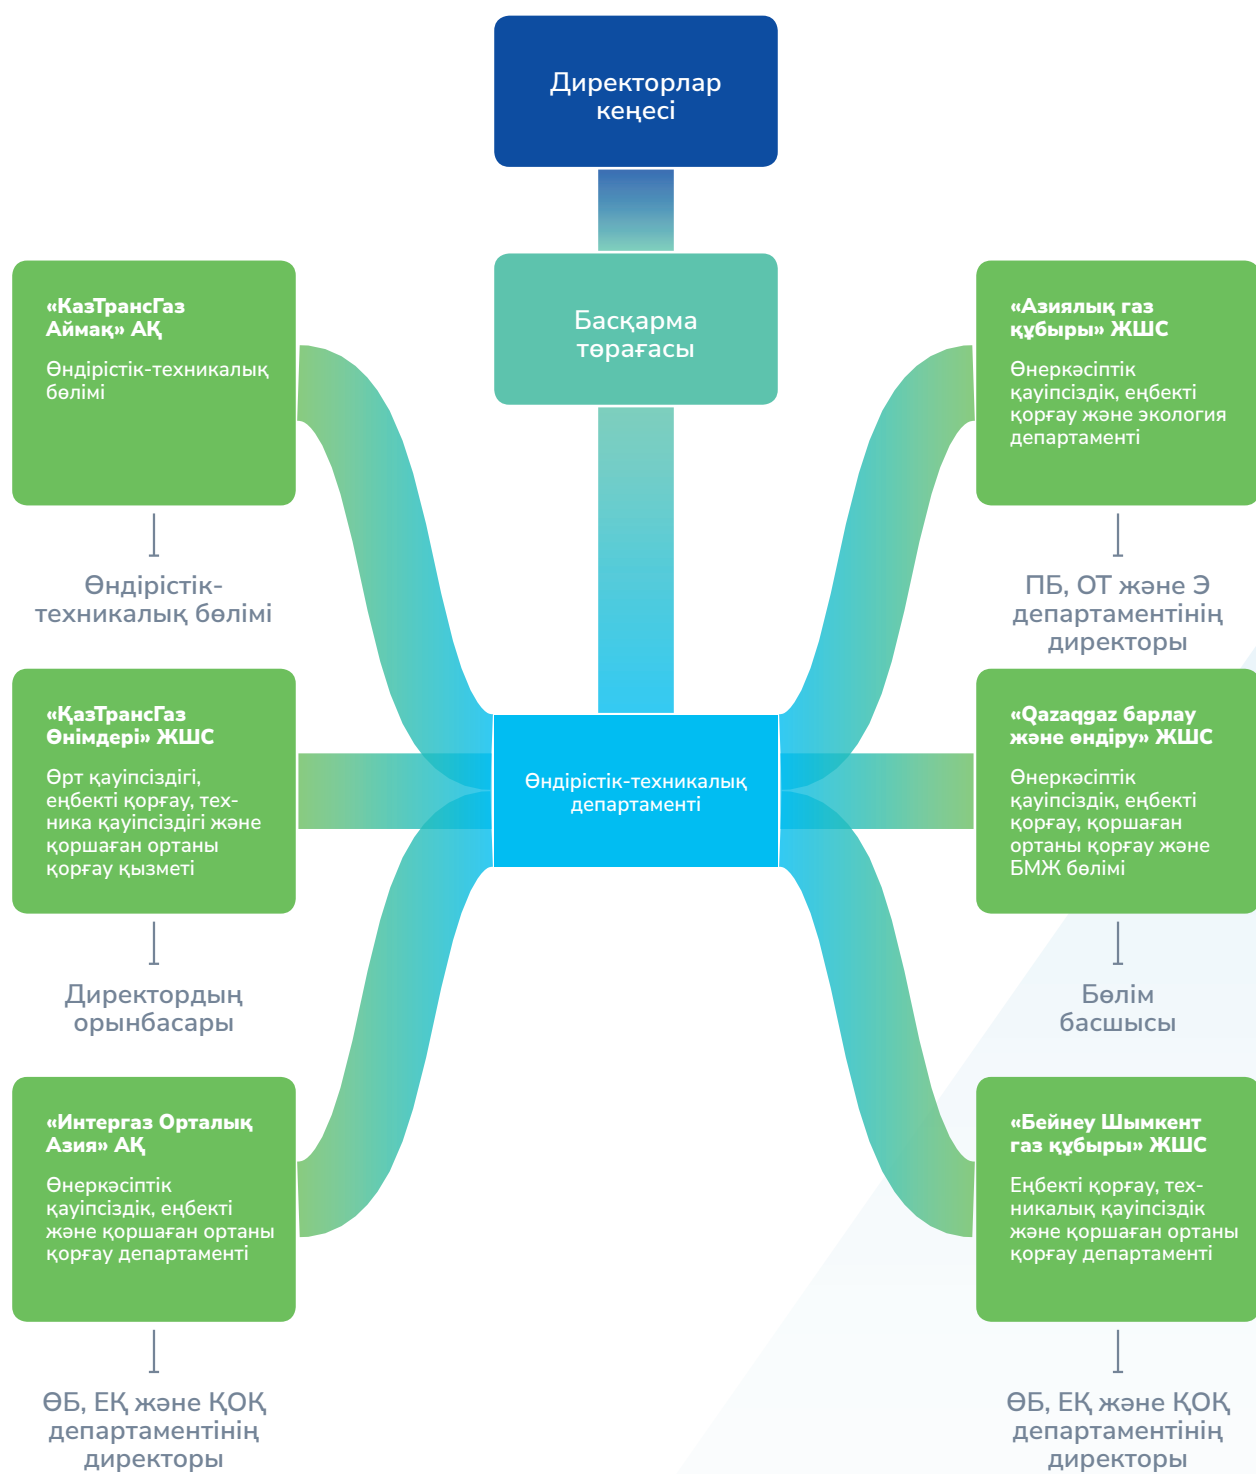 Директорлар
кеңесі
Басқарма
төрағасы
«КазТрансГаз
Аймақ» АҚ
Өндірістік-техникалық
бөлімі
Өндірістік-
техникалық бөлімі
«ҚазТрансГаз
Өнімдері» ЖШС
Өрт қауіпсіздігі,
еңбекті қорғау, тех-
ника қауіпсіздігі және
қоршаған ортаны
қорғау қызметі
Директордың
орынбасары
«Интергаз Орталық
Азия» АҚ
Өнеркәсіптік
қауіпсіздік, еңбекті
және қоршаған ортаны
қорғау департаменті
ӨБ, ЕҚ және ҚОҚ
департаментінің
директоры
Өндірістік-техникалық
департаменті
«Азиялық газ
құбыры» ЖШС
Өнеркәсіптік
қауіпсіздік, еңбекті
қорғау және экология
департаменті
ПБ, ОТ және Э
департаментінің
директоры
«Qazaqgaz барлау
және өндіру» ЖШС
Өнеркәсіптік
қауіпсіздік, еңбекті
қорғау, қоршаған
ортаны қорғау және
БМЖ бөлімі
Бөлім
басшысы
«Бейнеу Шымкент
газ құбыры» ЖШС
Еңбекті қорғау, тех-
никалық қауіпсіздік
және қоршаған ортаны
қорғау департаменті
ӨБ, ЕҚ және ҚОҚ
департаментінің
директоры